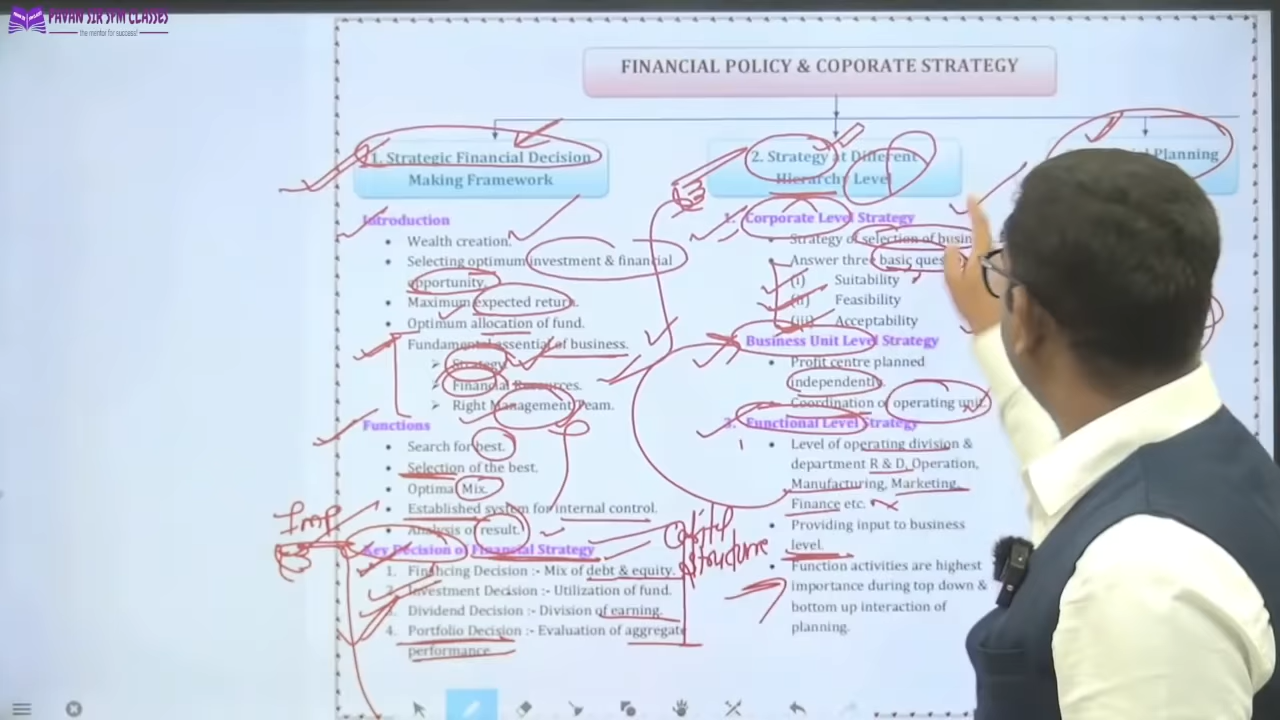 PAVAN SIR SPM CLASSES
the mentor for success!
FINANCIAL POLICY & COPORATE STRATEGY
1. Strategic Financial Decision
Making Framework
Introduction
• Wealth creation.
• Selecting optimum investment & financial
opportunity.
• Maximum expected return.
• Optimum allocation of fund.
Fundamental essential of business.
➢ Strategy
➢ Financial Resources.
➢ Right Management Team.
Functions
• Search for best.
• Selection of the best.
• Optimal Mix.
• Established system for internal control.
• Analysis of result.
Imp
Key Decision of Financial Strategy
1. Financing Decision :- Mix of debt & equity.
2. Investment Decision :- Utilization of fund.
3. Dividend Decision :- Division of earning.
4. Portfolio Decision :- Evaluation of aggregate
performance
Capital
structure
2. Strategy at Different
Hierarchy Level
1. Corporate Level Strategy
• Strategy of selection of busin
• Answer three basic ques
(i) Suitability
(ii) Feasibility
(iii) Acceptability
Business Unit Level Strategy
• Profit centre planned
independently.
• Coordination of operating unit
3. Functional Level Strategy
• Level of operating division &
department R & D, Operation,
Manufacturing, Marketing,
Finance etc.
• Providing input to business
level.
• Function activities are highest
importance during top down &
bottom up interaction of
planning.
Planning